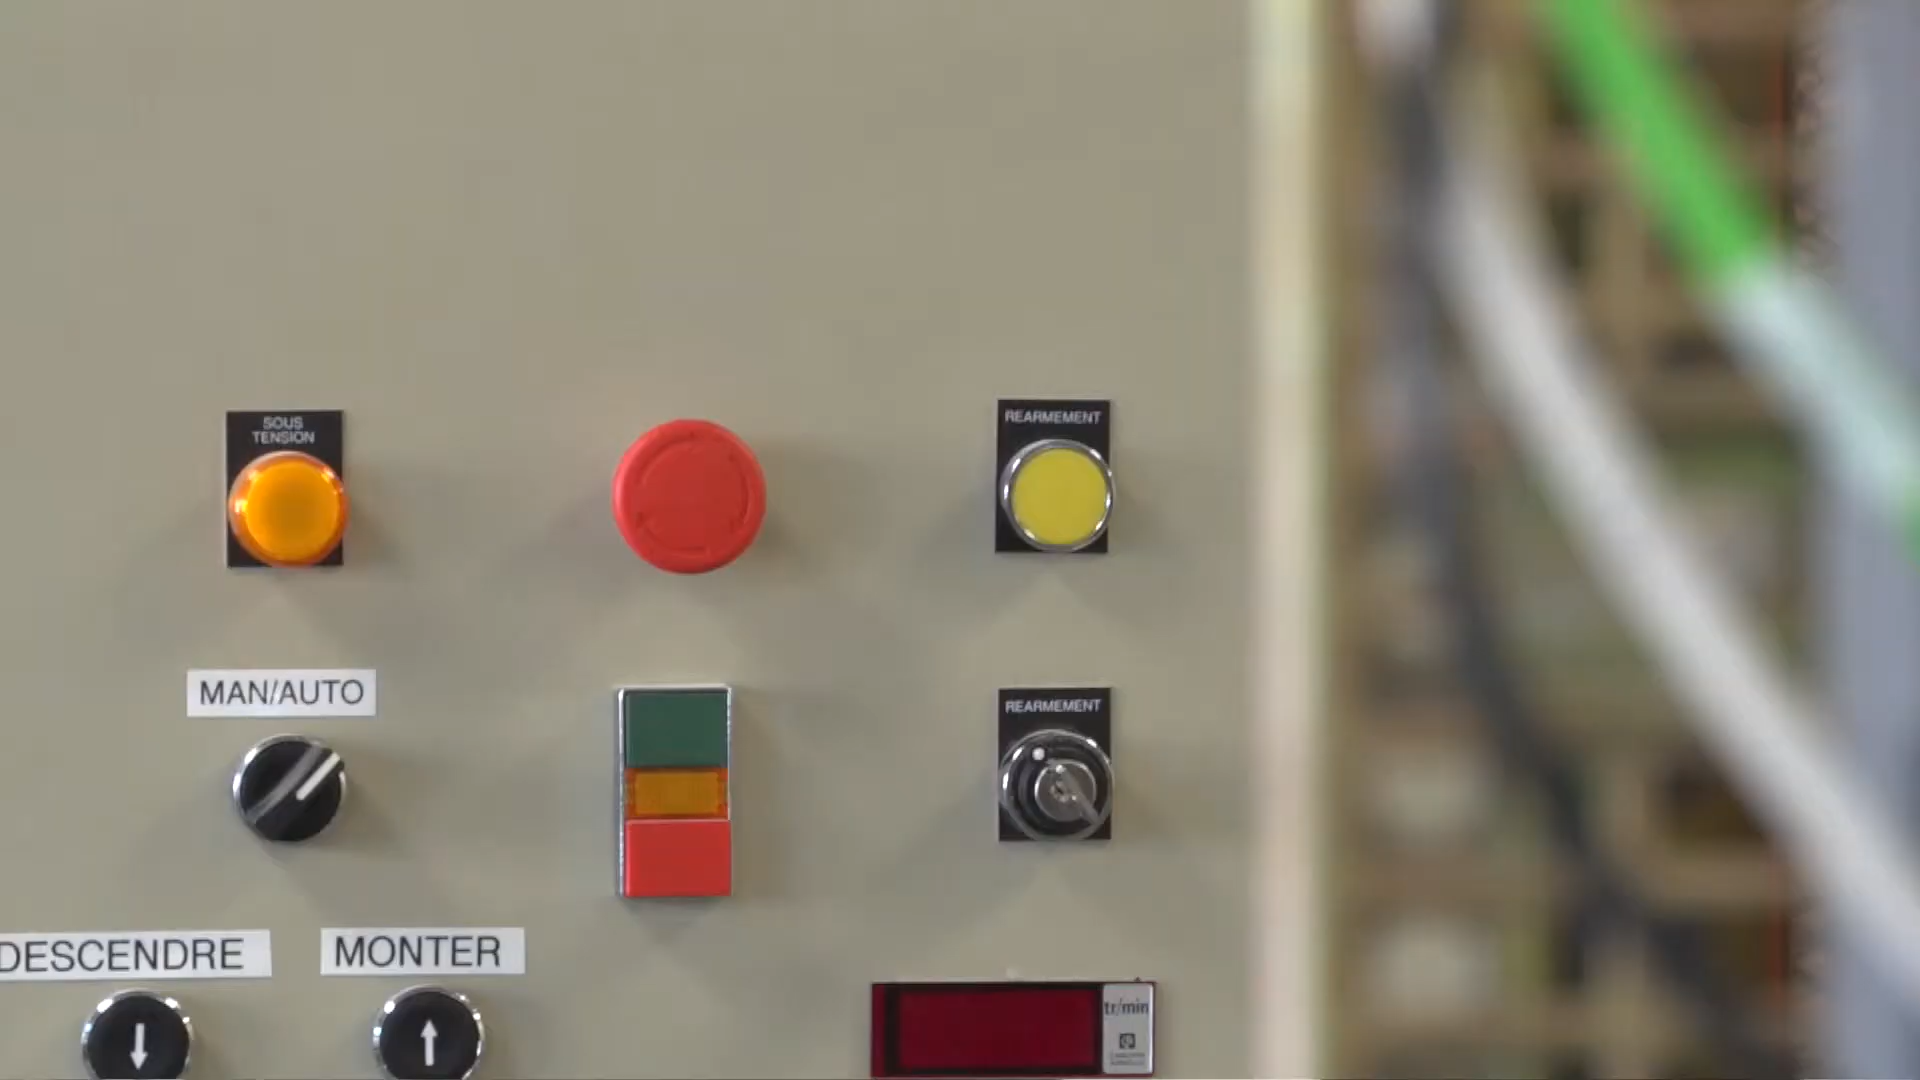 SOUS
TENSION
REARMEMENT
MAN/AUTO
REARMEMENT
DESCENDRE
MONTER
tr/min